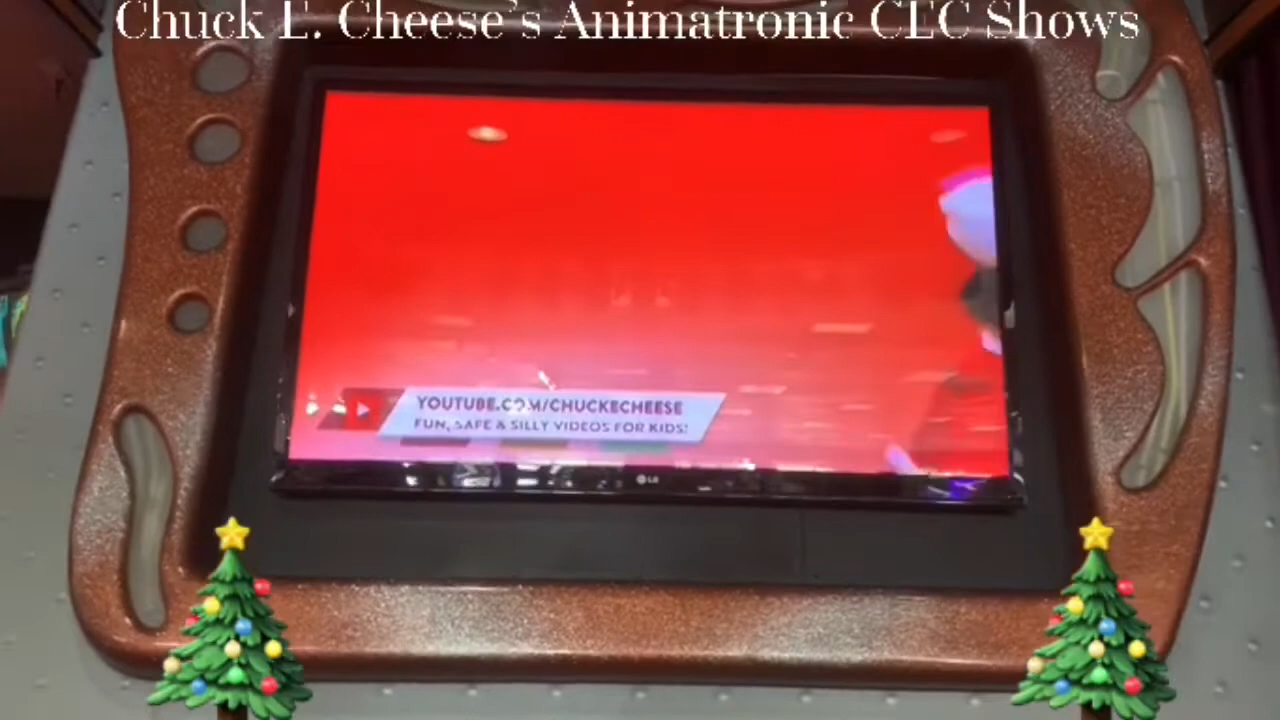 Chuck E. Cheese's Animatronic CEC Shows
YOUTUBE.COM/CHUCKECHEESE
FUN, SAFE & SILLY VIDEOS FOR KIDS!
LG